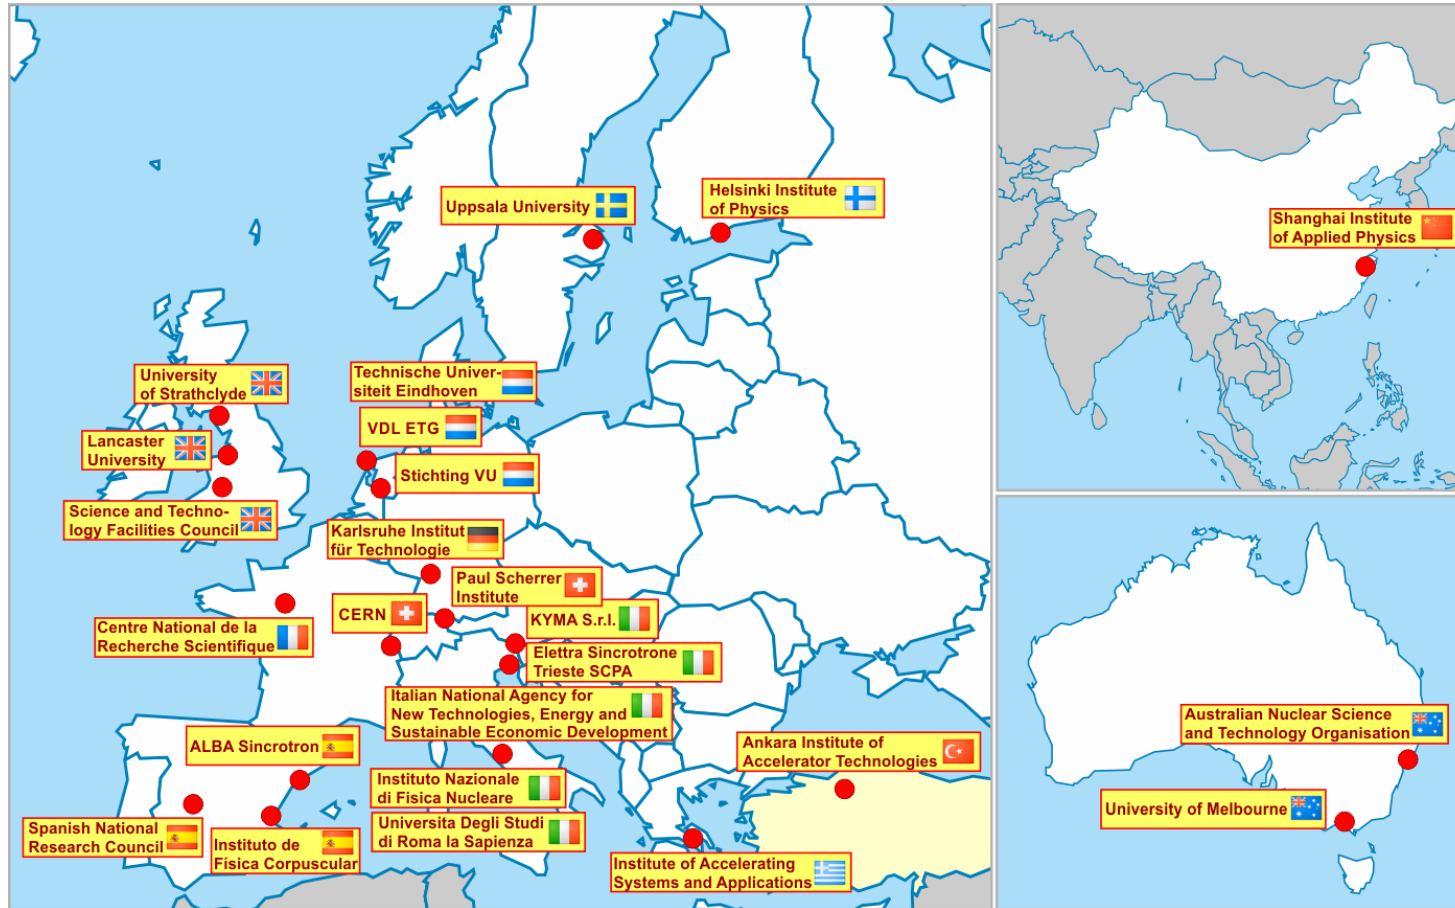 Uppsala University
Helsinki Institute
of Physics
Shanghai Institute
of Applied Physics
University
of Strathclyde
Technische Univer-
siteit Eindhoven
VDL ETG
Lancaster
University
Stichting VU
Science and Techno-
logy Facilities Council
Karlsruhe Institut
für Technologie
Paul Scherrer
Institute
CERN
KYMA S.r.l.
Centre National de la
Recherche Scientifique
Elettra Sincrotrone
Trieste SCPA
Italian National Agency for
New Technologies, Energy and
Sustainable Economic Development
ALBA Sincrotron
Ankara Institute of
Accelerator Technologies
Australian Nuclear Science
and Technology Organisation
Instituto Nazionale
di Fisica Nucleare
University of Melbourne
Spanish National
Research Council
Instituto de
Física Corpuscular
Universita Degli Studi
di Roma la Sapienza
Institute of Accelerating
Systems and Applications